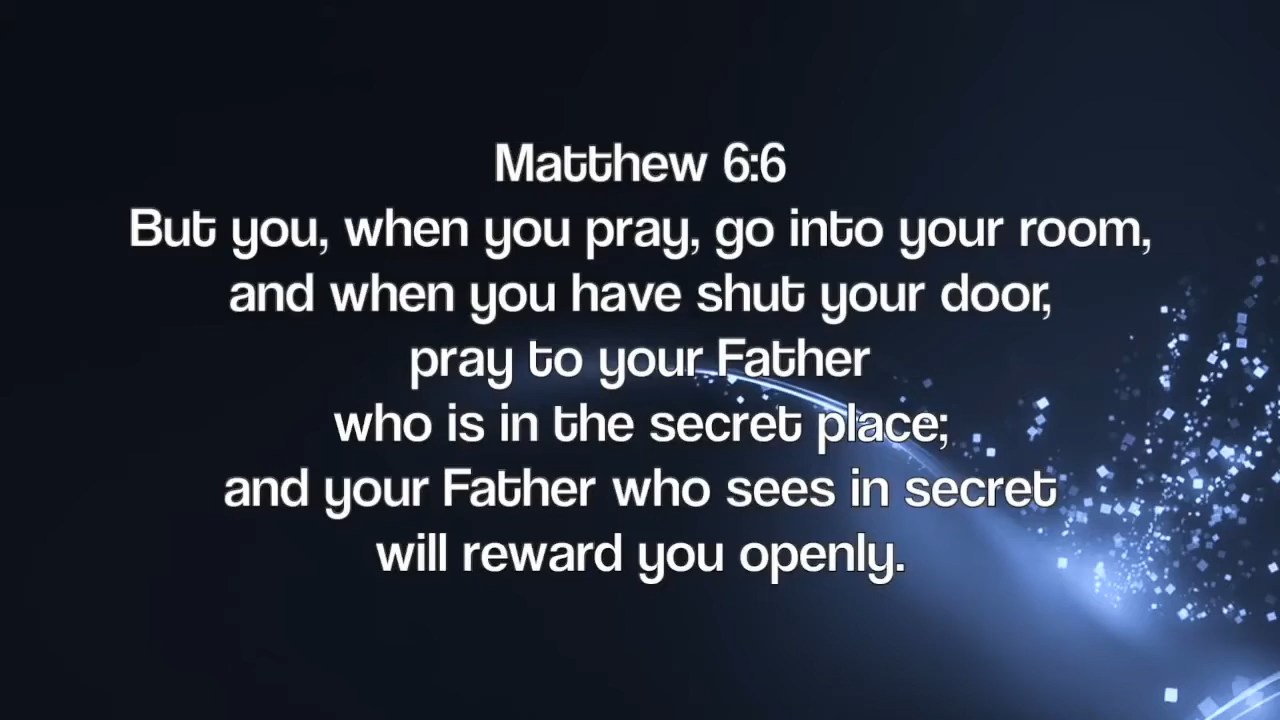 Matthew 6:6
But you, when you pray, go into your room,
and when you have shut your door,
pray to your Father
who is in the secret place;
and your Father who sees in secret
will reward you openly.